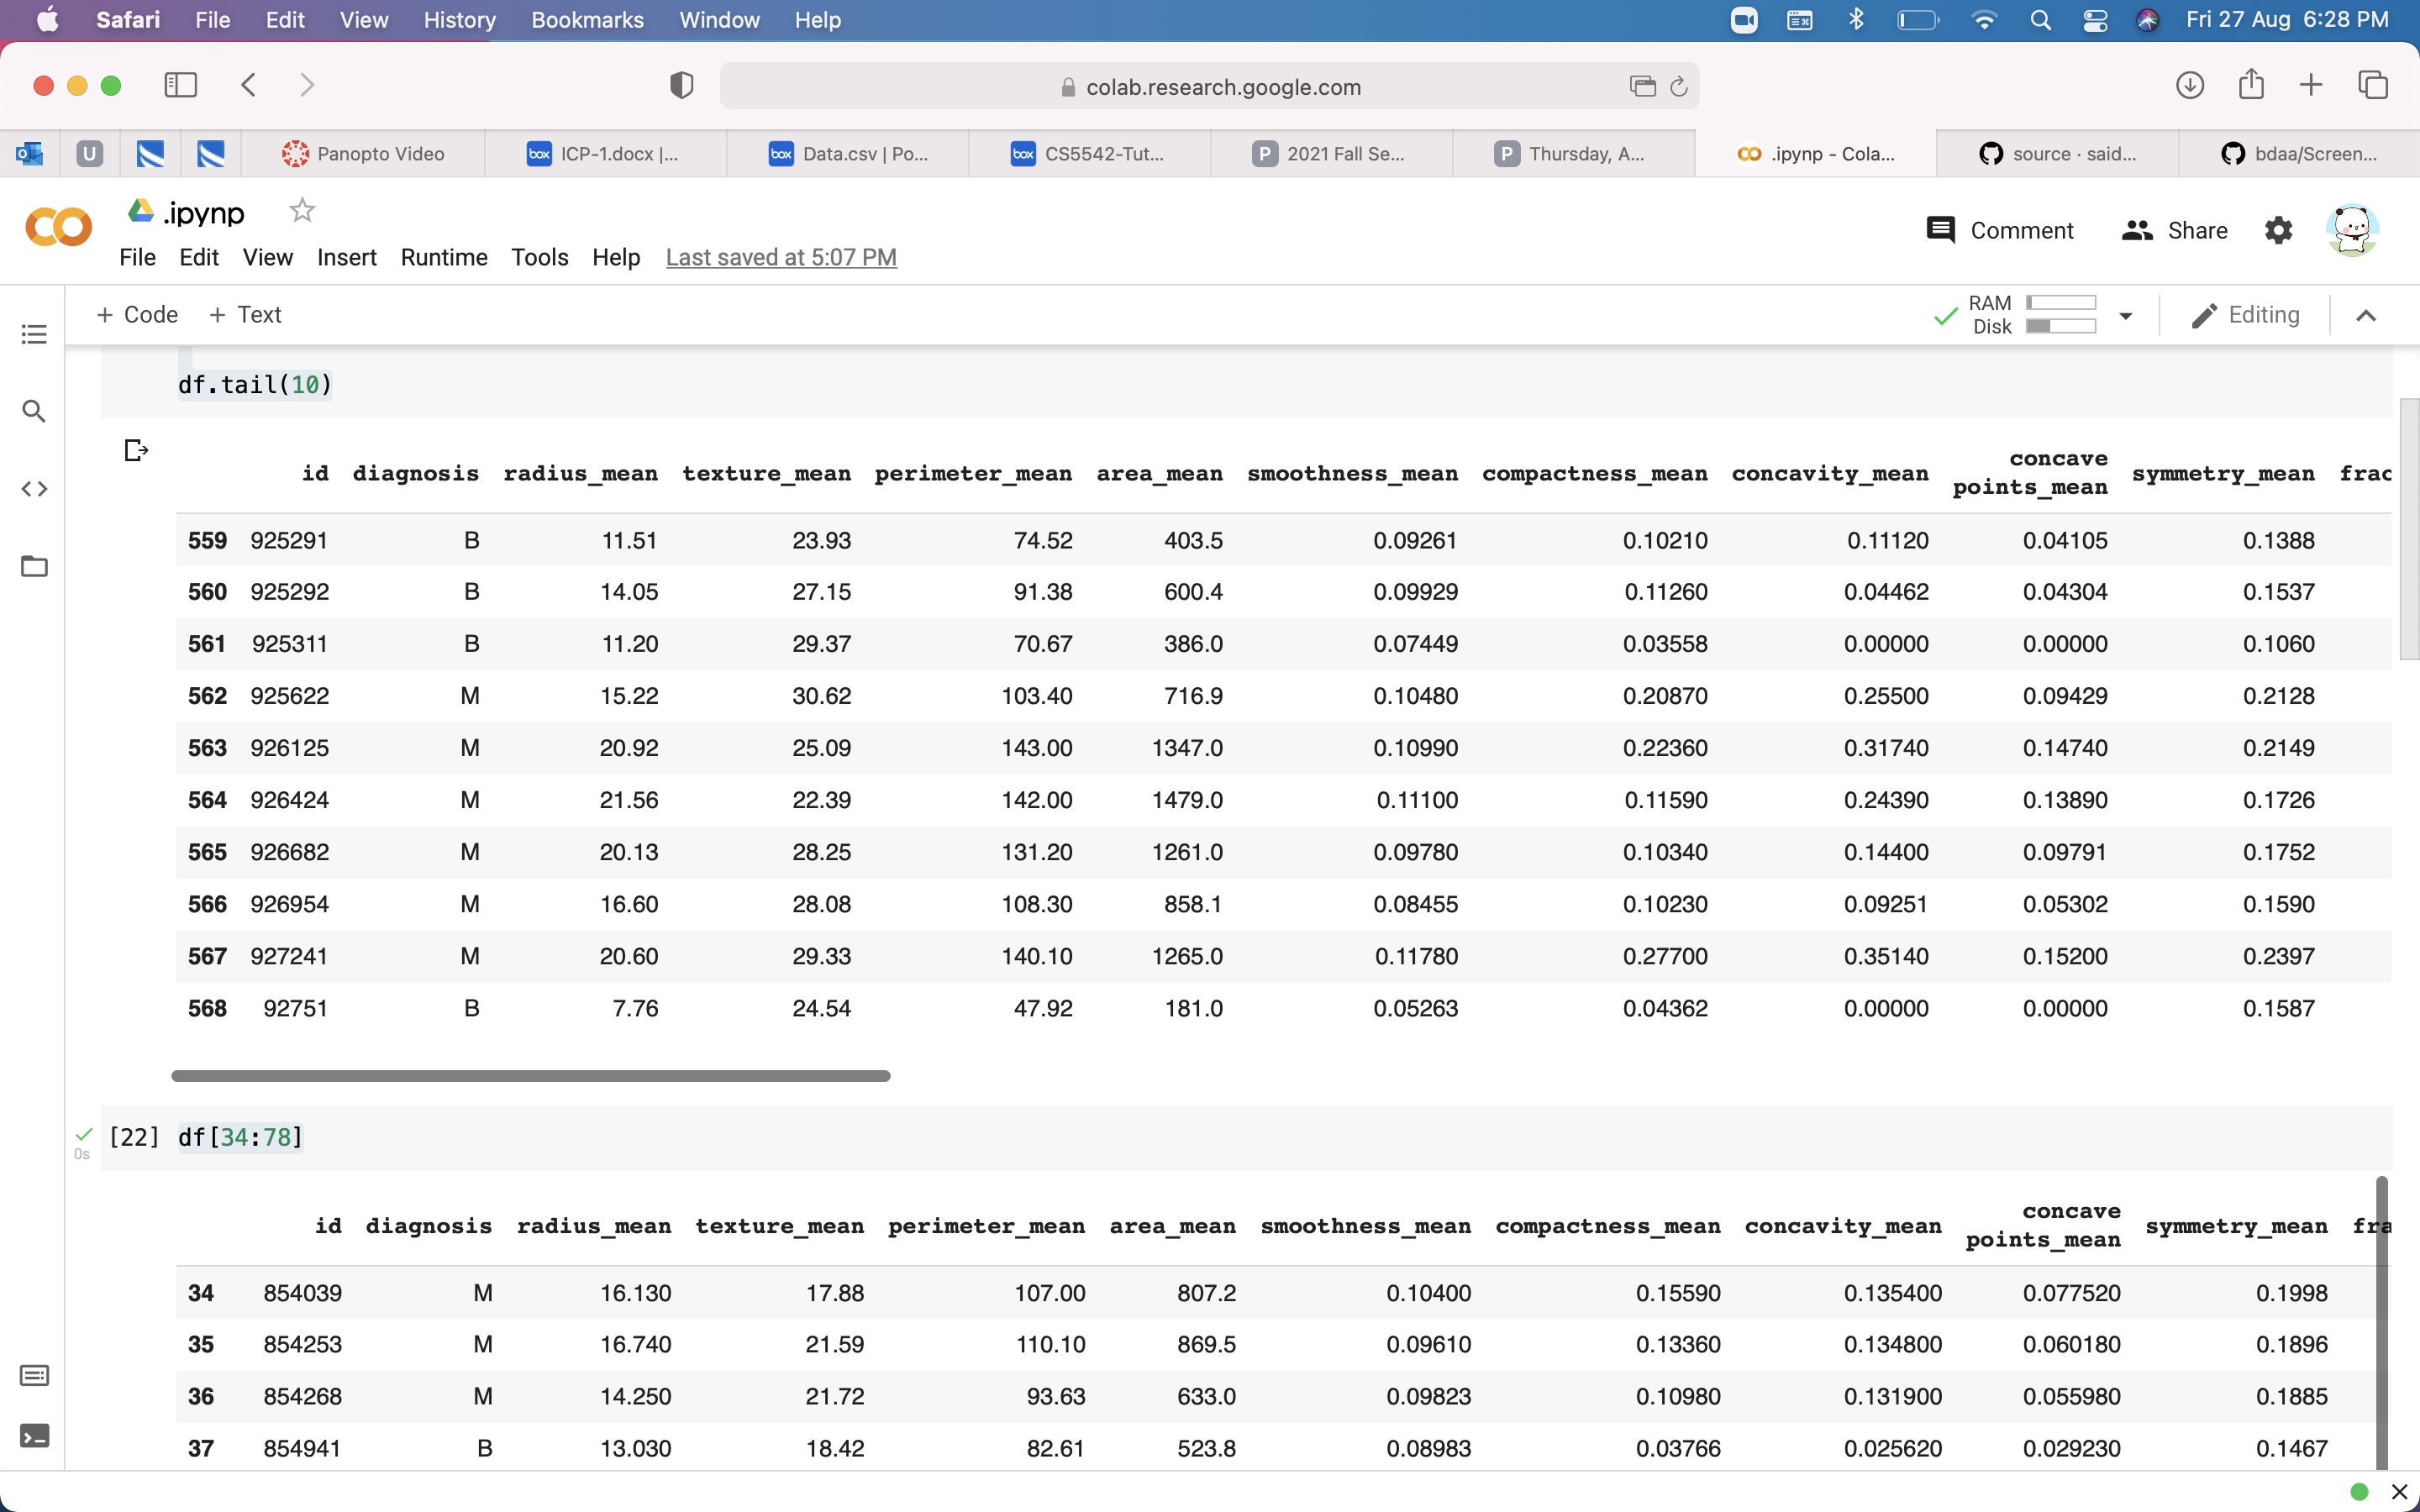 Safari File Edit View History Bookmarks Window Help Fri 27 Aug 6:28 PM
colab.research.google.com
U Panopto Video box ICP-1.docx |... box Data.csv | Po... box CS5542-Tut... P 2021 Fall Se... P Thursday, A... .ipynp - Cola... source · said... bdaa/Screen...
.ipynp
Comment Share
File Edit View Insert Runtime Tools Help Last saved at 5:07 PM
+ Code + Text RAM Disk Editing
df.tail(10)
id diagnosis radius_mean texture_mean perimeter_mean area_mean smoothness_mean compactness_mean concavity_mean concave points_mean symmetry_mean frac
559 925291 B 11.51 23.93 74.52 403.5 0.09261 0.10210 0.11120 0.04105 0.1388
560 925292 B 14.05 27.15 91.38 600.4 0.09929 0.11260 0.04462 0.04304 0.1537
561 925311 B 11.20 29.37 70.67 386.0 0.07449 0.03558 0.00000 0.00000 0.1060
562 925622 M 15.22 30.62 103.40 716.9 0.10480 0.20870 0.25500 0.09429 0.2128
563 926125 M 20.92 25.09 143.00 1347.0 0.10990 0.22360 0.31740 0.14740 0.2149
564 926424 M 21.56 22.39 142.00 1479.0 0.11100 0.11590 0.24390 0.13890 0.1726
565 926682 M 20.13 28.25 131.20 1261.0 0.09780 0.10340 0.14400 0.09791 0.1752
566 926954 M 16.60 28.08 108.30 858.1 0.08455 0.10230 0.09251 0.05302 0.1590
567 927241 M 20.60 29.33 140.10 1265.0 0.11780 0.27700 0.35140 0.15200 0.2397
568 92751 B 7.76 24.54 47.92 181.0 0.05263 0.04362 0.00000 0.00000 0.1587
[22] df[34:78]
0s
id diagnosis radius_mean texture_mean perimeter_mean area_mean smoothness_mean compactness_mean concavity_mean concave points_mean symmetry_mean fra
34 854039 M 16.130 17.88 107.00 807.2 0.10400 0.15590 0.135400 0.077520 0.1998
35 854253 M 16.740 21.59 110.10 869.5 0.09610 0.13360 0.134800 0.060180 0.1896
36 854268 M 14.250 21.72 93.63 633.0 0.09823 0.10980 0.131900 0.055980 0.1885
37 854941 B 13.030 18.42 82.61 523.8 0.08983 0.03766 0.025620 0.029230 0.1467